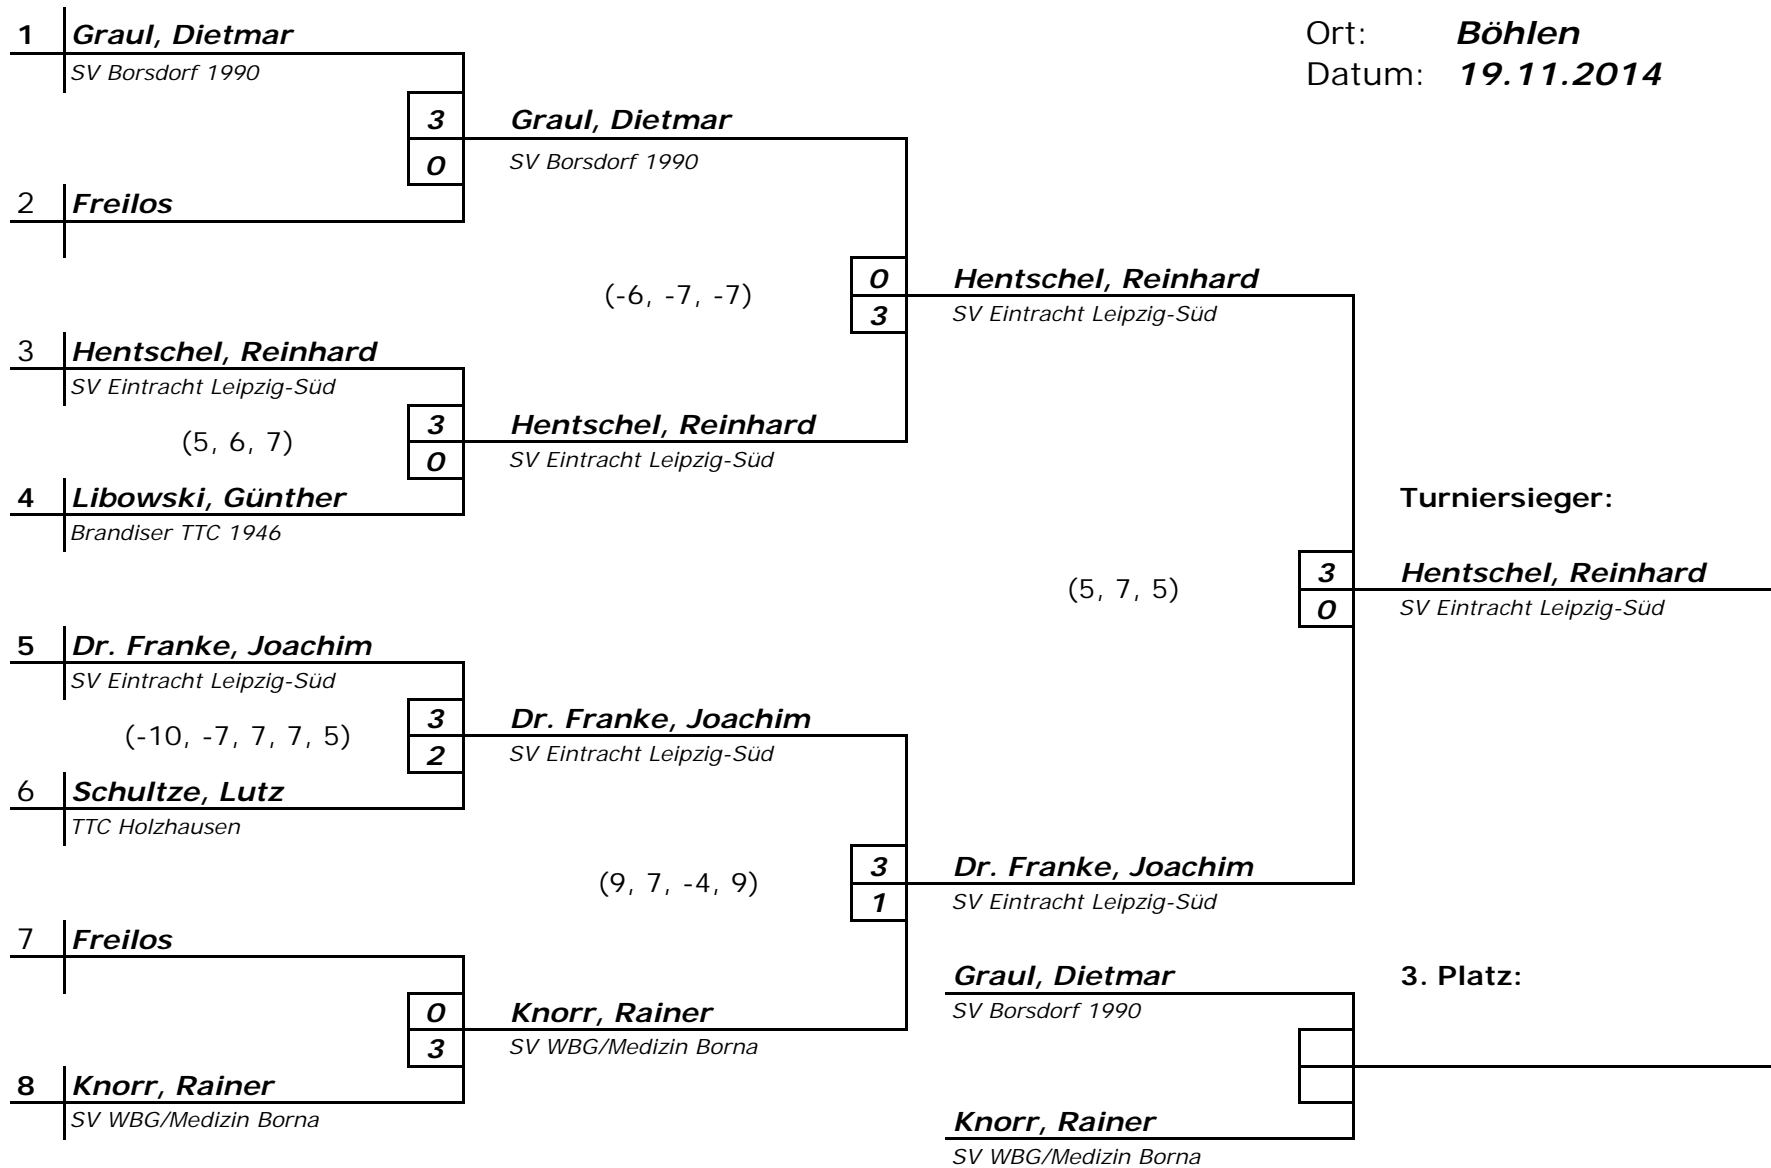 Ort: Böhlen
Datum: 19.11.2014
1 Graul, Dietmar
SV Borsdorf 1990
3 Graul, Dietmar
0 SV Borsdorf 1990
2 Freilos
(-6, -7, -7)
0 Hentschel, Reinhard
3 SV Eintracht Leipzig-Süd
3 Hentschel, Reinhard
SV Eintracht Leipzig-Süd
(5, 6, 7)
3 Hentschel, Reinhard
0 SV Eintracht Leipzig-Süd
4 Libowski, Günther
Brandiser TTC 1946
Turniersieger:
(5, 7, 5)
3 Hentschel, Reinhard
0 SV Eintracht Leipzig-Süd
5 Dr. Franke, Joachim
SV Eintracht Leipzig-Süd
(-10, -7, 7, 7, 5)
3 Dr. Franke, Joachim
2 SV Eintracht Leipzig-Süd
6 Schultze, Lutz
TTC Holzhausen
(9, 7, -4, 9)
3 Dr. Franke, Joachim
1 SV Eintracht Leipzig-Süd
7 Freilos
0 Knorr, Rainer
3 SV WBG/Medizin Borna
8 Knorr, Rainer
SV WBG/Medizin Borna
Graul, Dietmar
SV Borsdorf 1990
3. Platz:
Knorr, Rainer
SV WBG/Medizin Borna